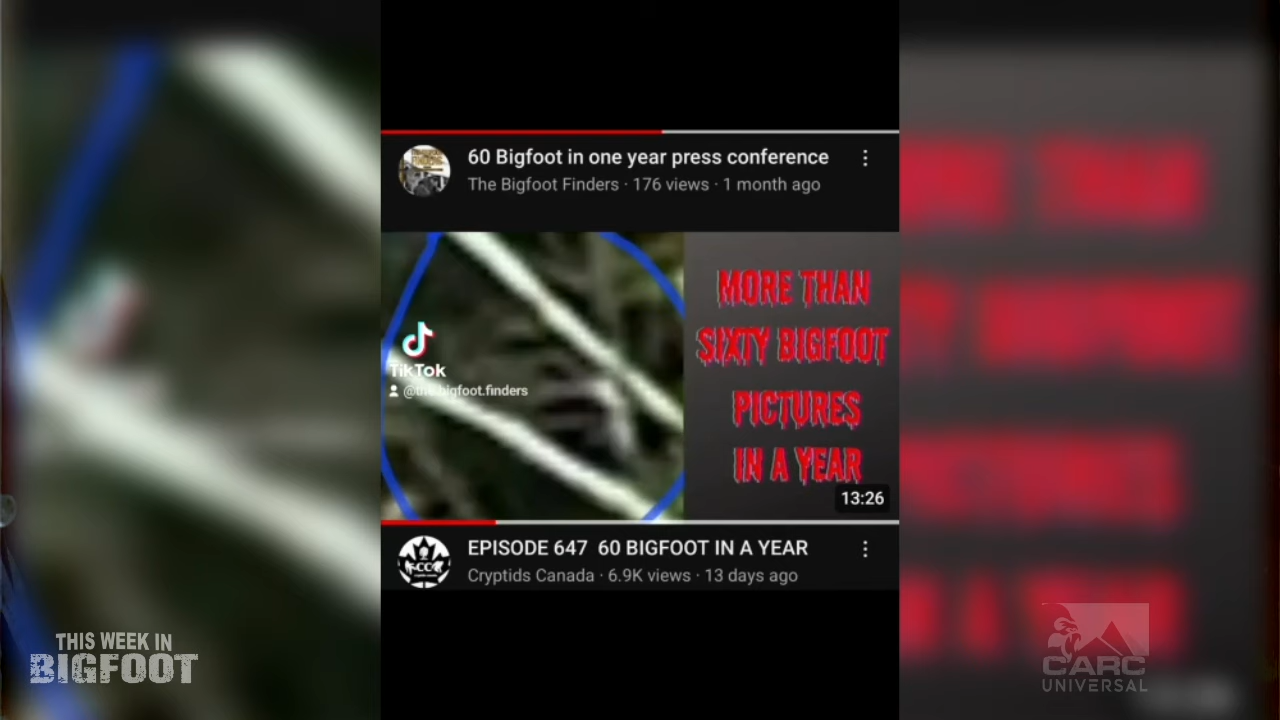 60 Bigfoot in one year press conference
The Bigfoot Finders · 176 views · 1 month ago
MORE THAN
SIXTY BIGFOOT
PICTURES
IN A YEAR
TikTok
@the.bigfoot.finders
13:26
EPISODE 647 60 BIGFOOT IN A YEAR
Cryptids Canada · 6.9K views · 13 days ago
THIS WEEK IN
BIGFOOT
CARC
UNIVERSAL